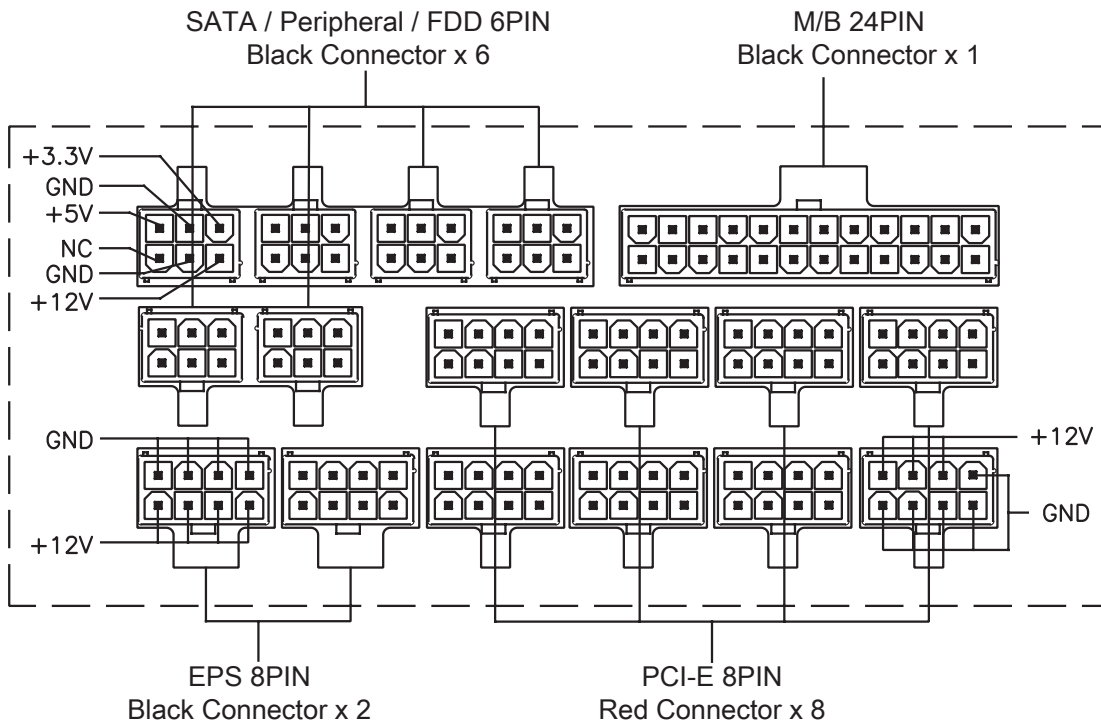 SATA / Peripheral / FDD 6PIN
Black Connector x 6
M/B 24PIN
Black Connector x 1
+3.3V
GND
+5V
NC
GND
+12V
GND
+12V
+12V
GND
EPS 8PIN
Black Connector x 2
PCI-E 8PIN
Red Connector x 8